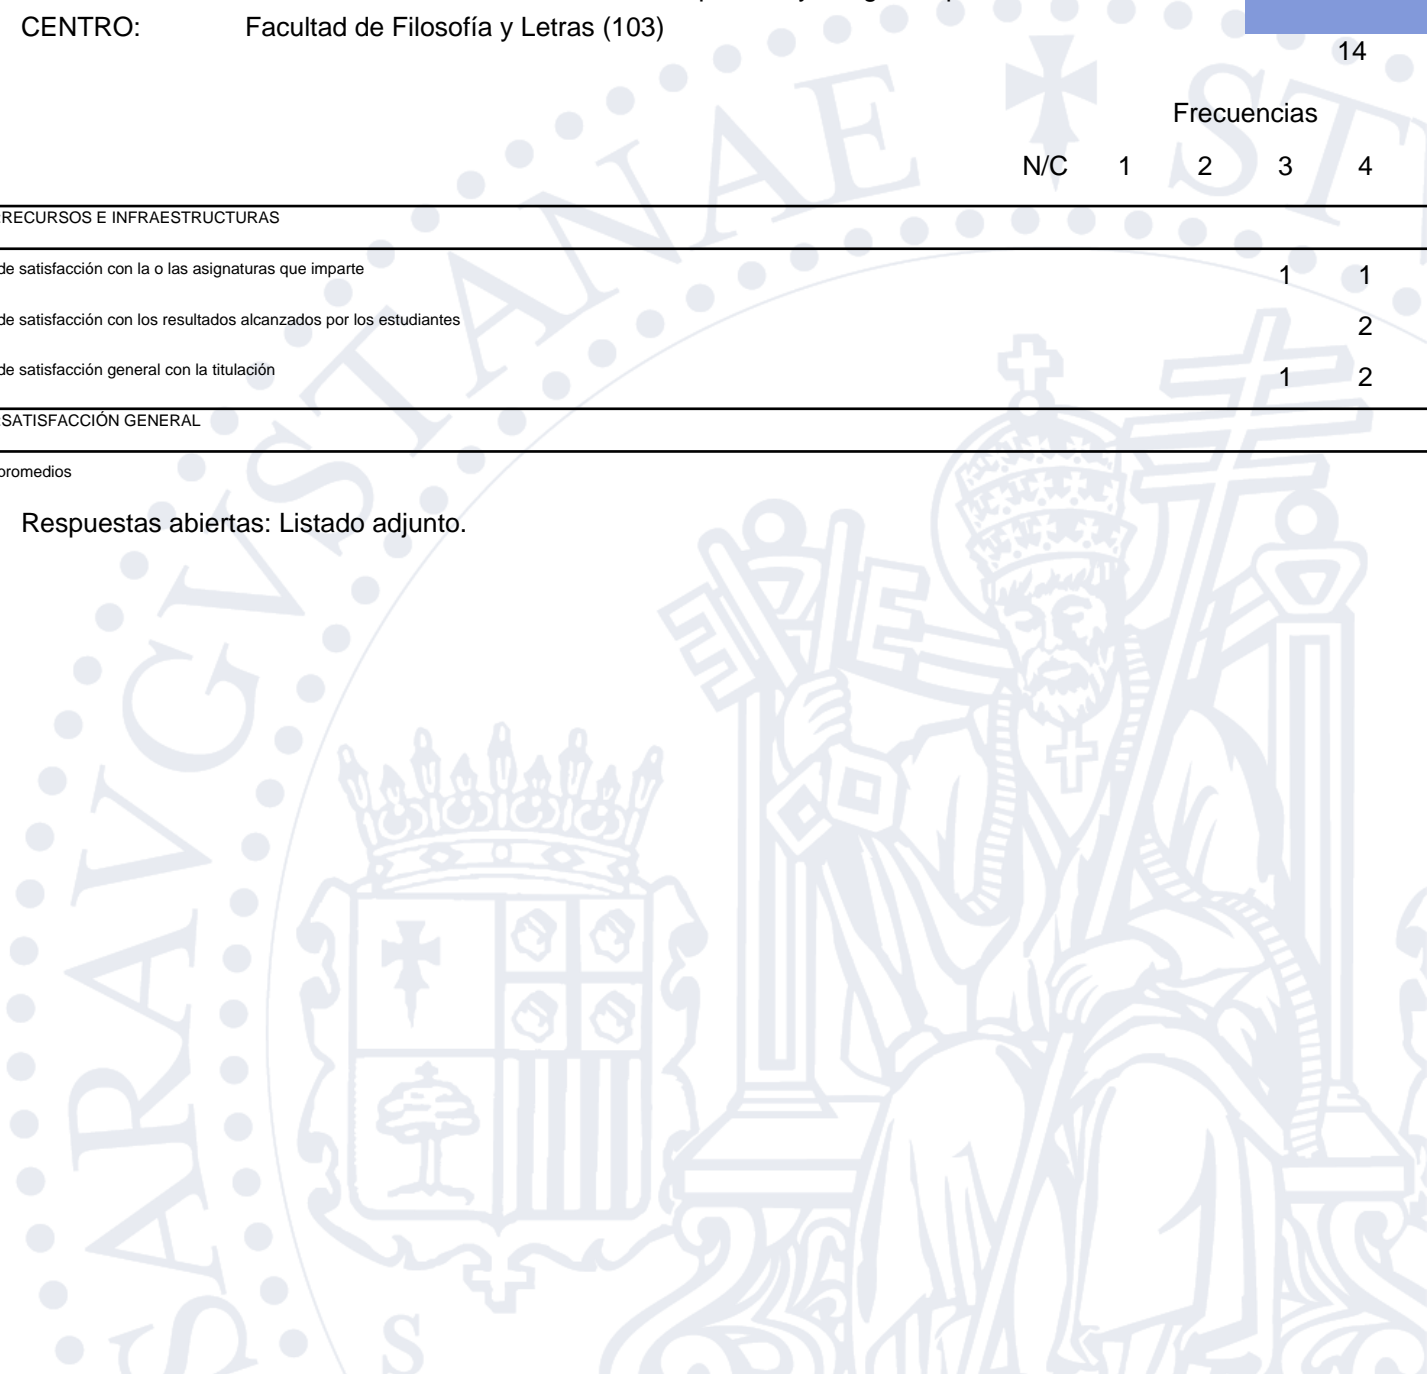 CENTRO: Facultad de Filosofía y Letras (103)
14
Frecuencias
N/C 1 2 3 4
RECURSOS E INFRAESTRUCTURAS
de satisfacción con la o las asignaturas que imparte 1 1
de satisfacción con los resultados alcanzados por los estudiantes 2
de satisfacción general con la titulación 1 2
SATISFACCIÓN GENERAL
promedios
Respuestas abiertas: Listado adjunto.